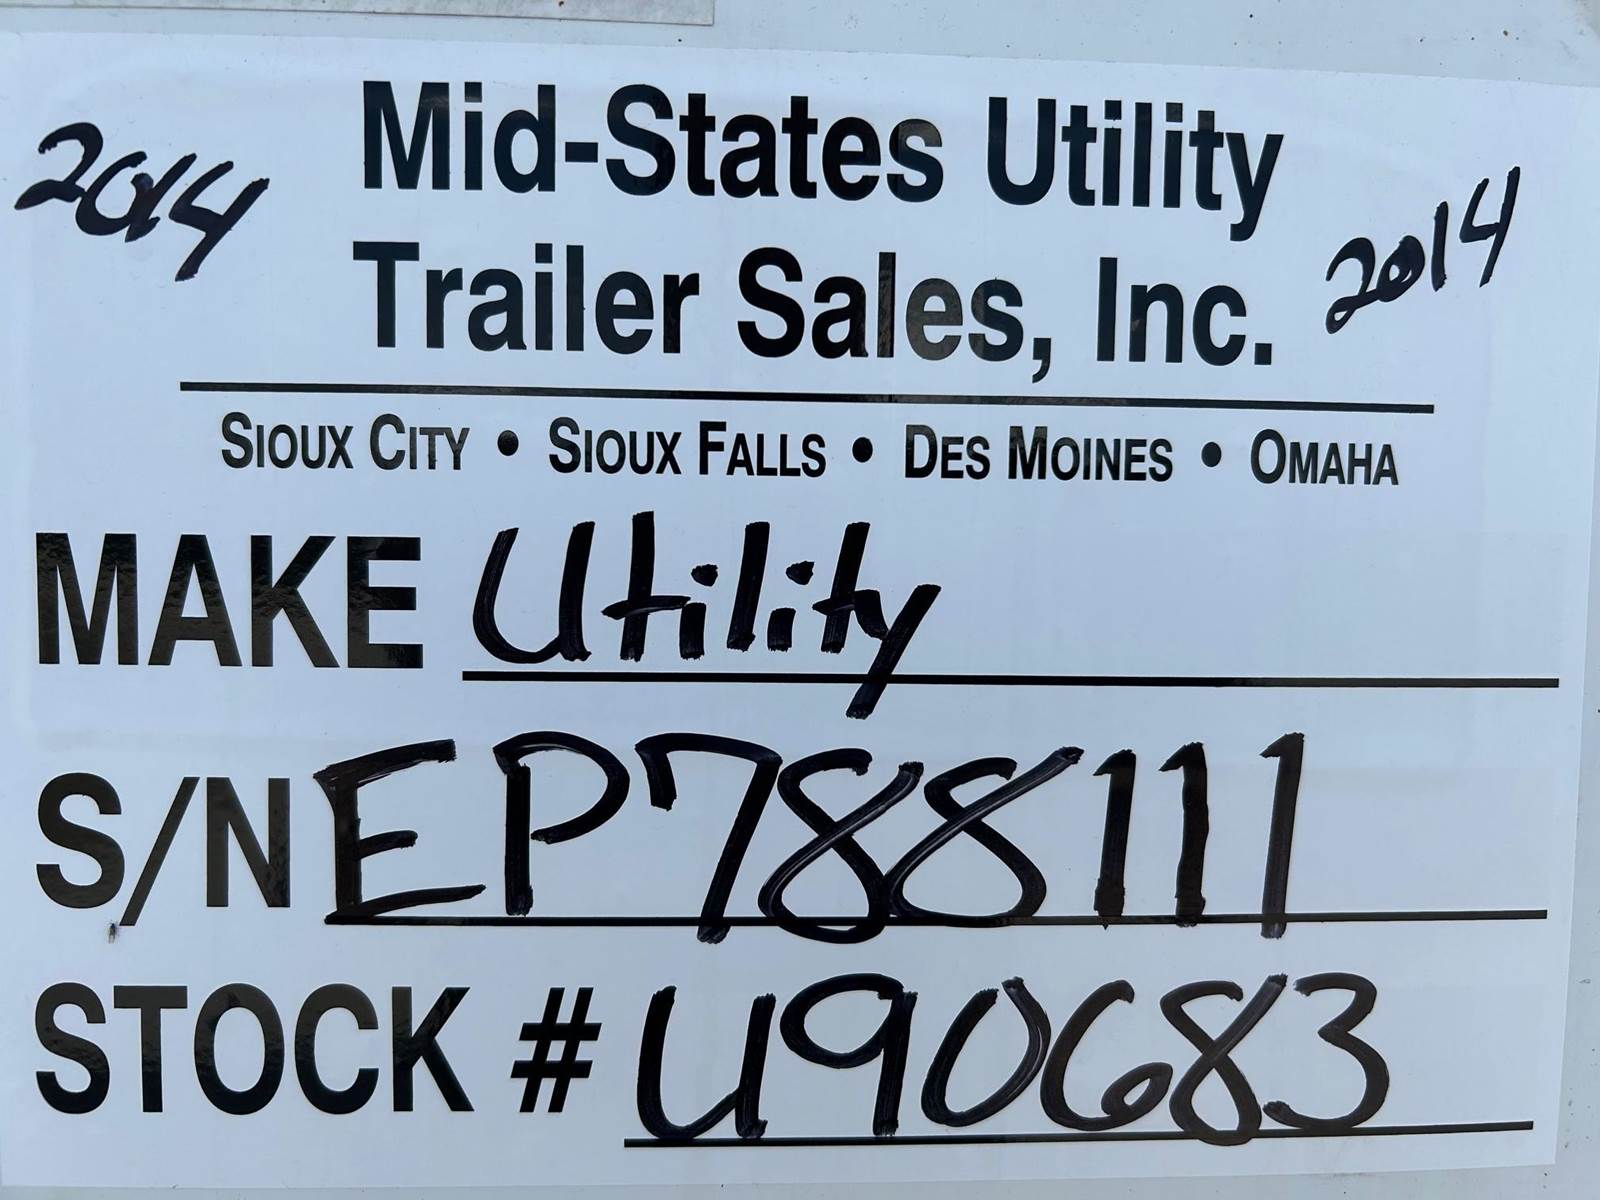 2014 Mid-States Utility 2014
Trailer Sales, Inc.
SIOUX CITY • SIOUX FALLS • DES MOINES • OMAHA
MAKE Utility
S/N EP788111
STOCK # U90683